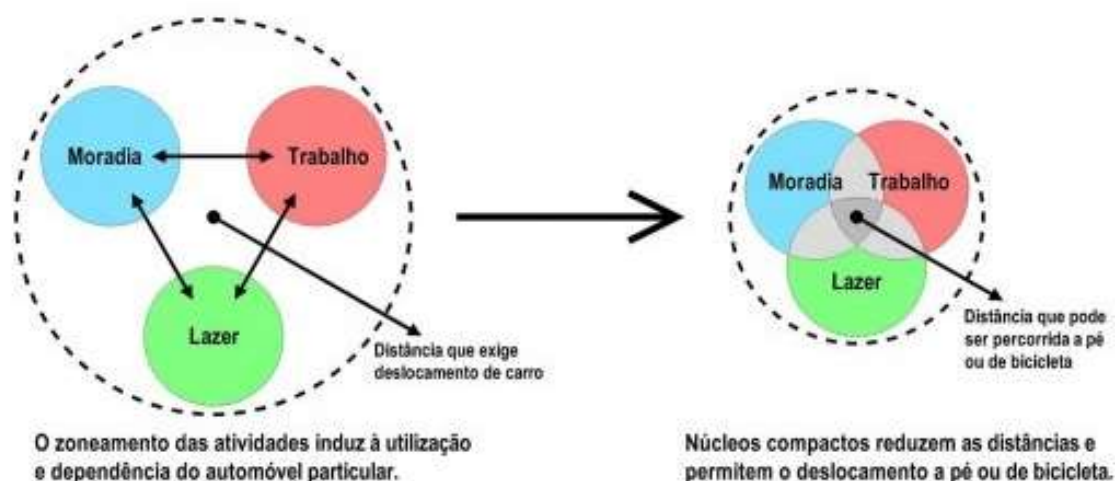 Moradia
Trabalho
Lazer
Distância que exige
deslocamento de carro
O zoneamento das atividades induz à utilização
e dependência do automóvel particular.
Moradia
Trabalho
Lazer
Distância que pode
ser percorrida a pé
ou de bicicleta
Núcleos compactos reduzem as distâncias e
permitem o deslocamento a pé ou de bicicleta.